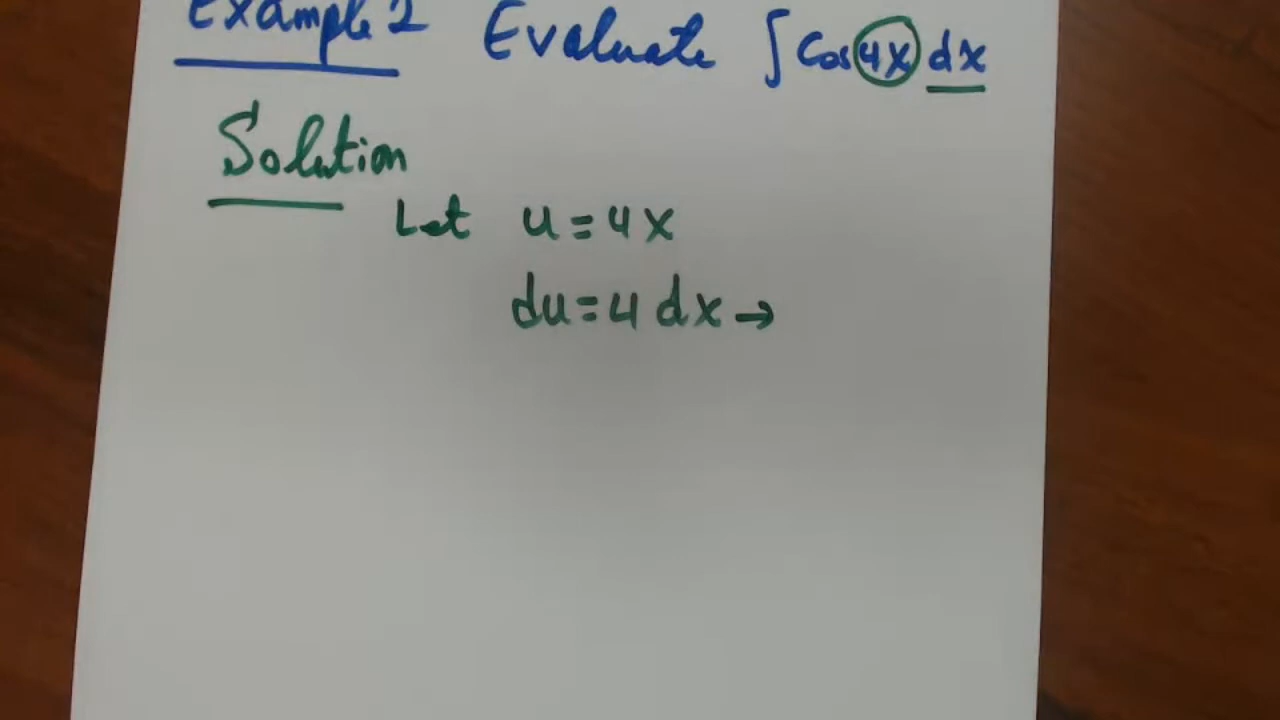 Example 2 Evaluate ∫ Cos 4x dx
Solution
Let u = 4x
du = 4 dx →